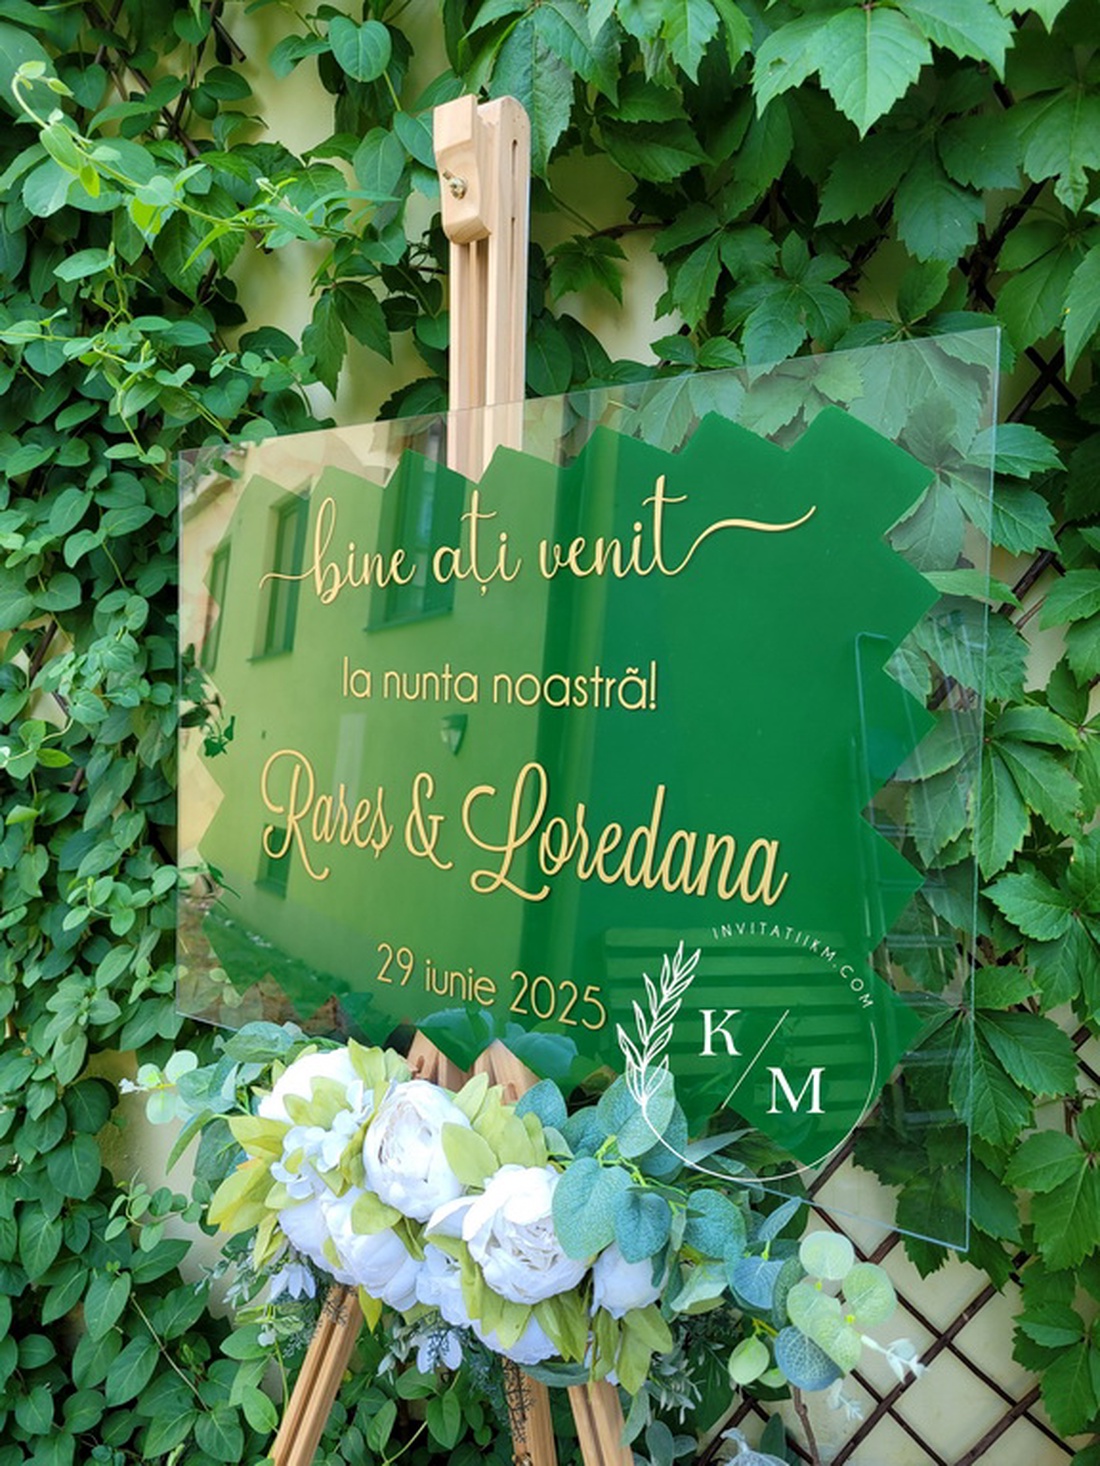 bine ați venit
la nunta noastră!
Rareș & Loredana
29 iunie 2025
INVITATIIKM.COM
K / M